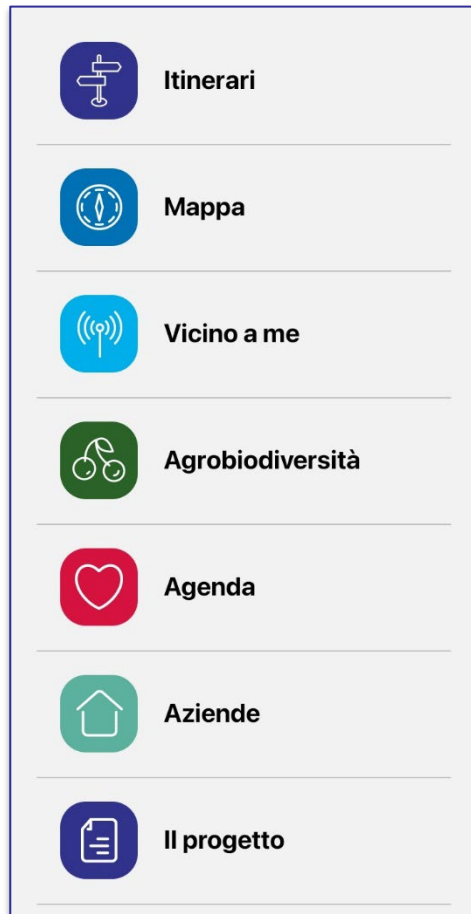 Itinerari
Mappa
Vicino a me
Agrobiodiversità
Agenda
Aziende
Il progetto